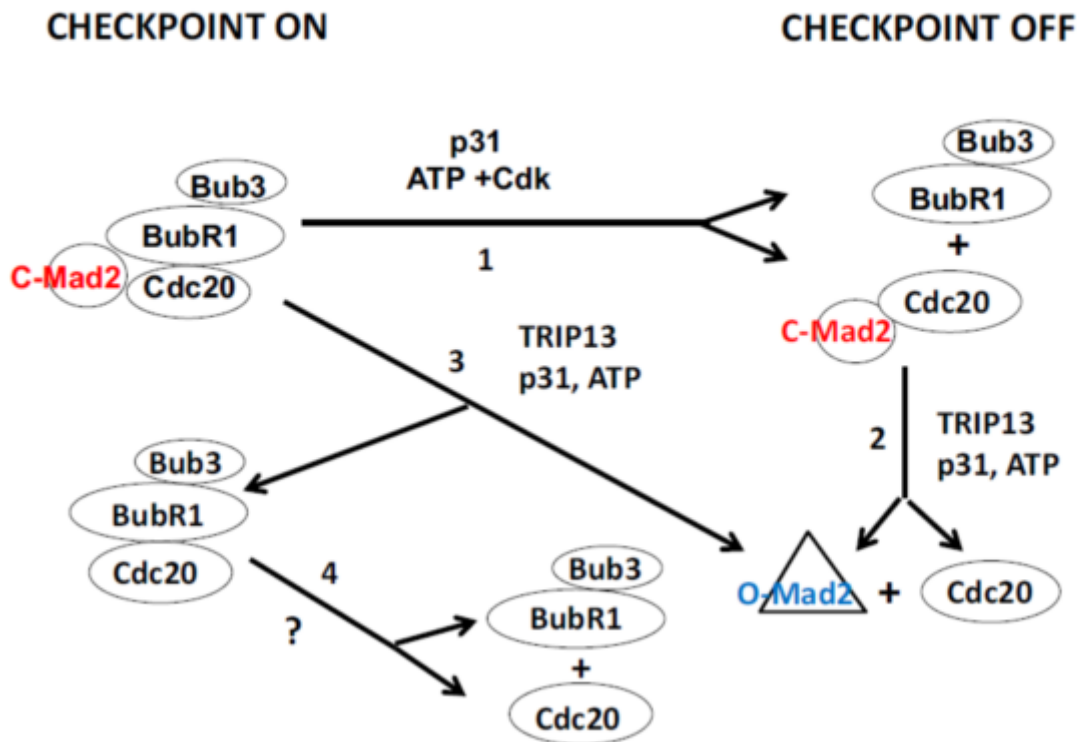 CHECKPOINT ON
CHECKPOINT OFF
p31
ATP +Cdk
1
Bub3
BubR1
C-Mad2
Cdc20
Bub3
BubR1
+
Cdc20
C-Mad2
3
TRIP13
p31, ATP
2
TRIP13
p31, ATP
Bub3
BubR1
Cdc20
4
?
Bub3
BubR1
+
Cdc20
O-Mad2 + Cdc20